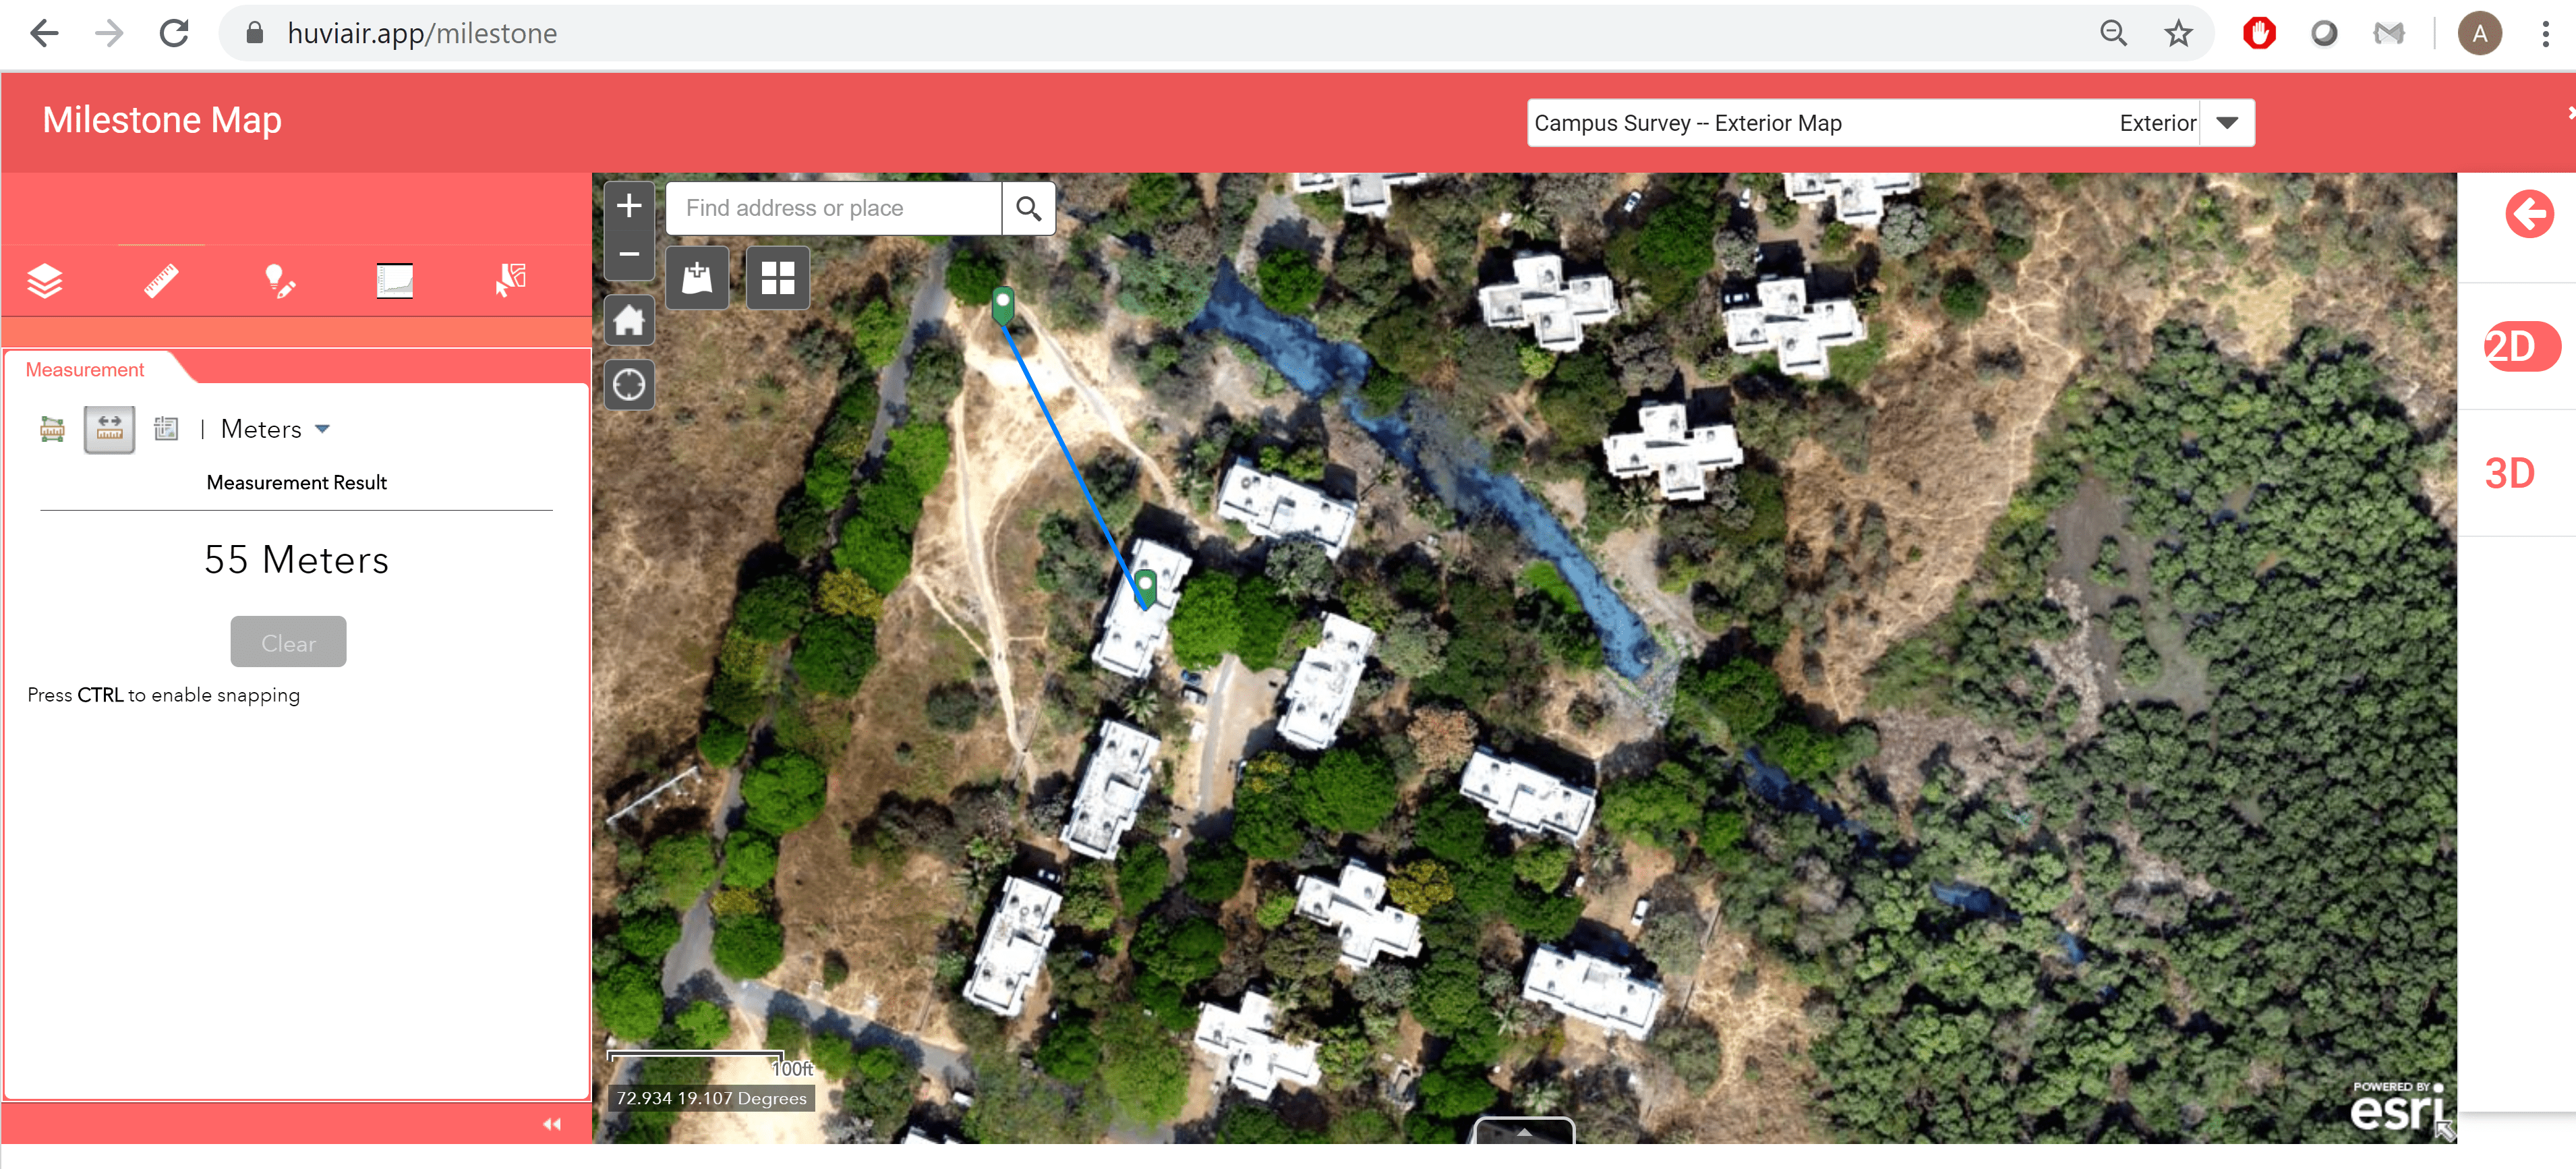 huviair.app/milestone
A
Milestone Map
Campus Survey -- Exterior Map Exterior
+
Find address or place
−
2D
3D
Measurement
| Meters
Measurement Result
55 Meters
Clear
Press CTRL to enable snapping
100ft
72.934 19.107 Degrees
POWERED BY
esri